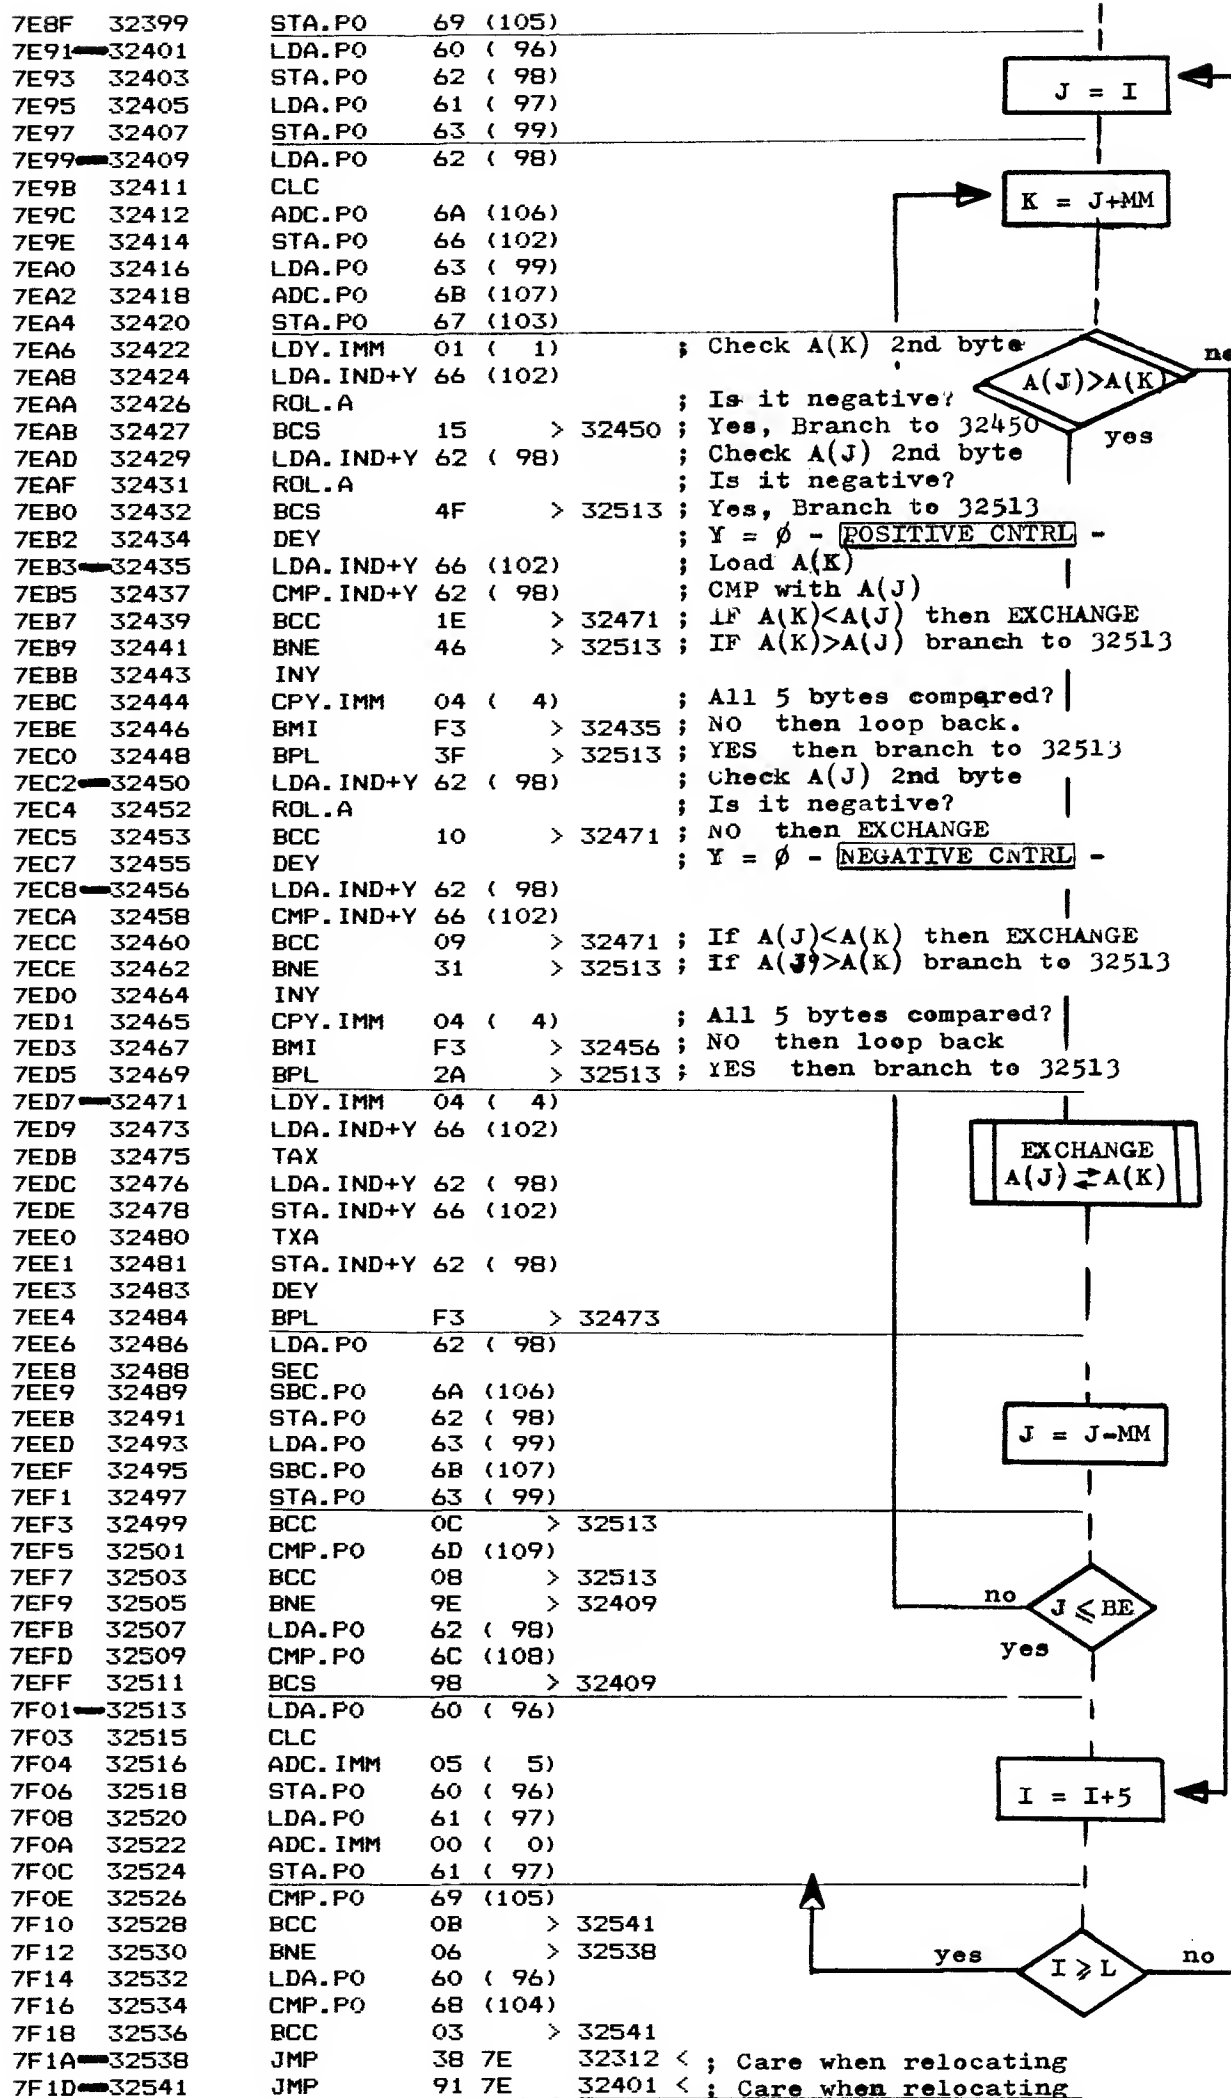 7E8F 32399 STA.PO 69 (105)
7E91 32401 LDA.PO 60 ( 96)
7E93 32403 STA.PO 62 ( 98)
7E95 32405 LDA.PO 61 ( 97) J = I
7E97 32407 STA.PO 63 ( 99)
7E99 32409 LDA.PO 62 ( 98)
7E9B 32411 CLC K = J+MM
7E9C 32412 ADC.PO 6A (106)
7E9E 32414 STA.PO 66 (102)
7EA0 32416 LDA.PO 63 ( 99)
7EA2 32418 ADC.PO 6B (107)
7EA4 32420 STA.PO 67 (103)
7EA6 32422 LDY.IMM 01 ( 1) ; Check A(K) 2nd byte
7EA8 32424 LDA.IND+Y 66 (102) A(J)>A(K)
7EAA 32426 ROL.A ; Is it negative?
7EAB 32427 BCS 15 > 32450 ; Yes, Branch to 32450 yes
7EAD 32429 LDA.IND+Y 62 ( 98) ; Check A(J) 2nd byte
7EAF 32431 ROL.A ; Is it negative?
7EB0 32432 BCS 4F > 32513 ; Yes, Branch to 32513
7EB2 32434 DEY ; Y = ø - POSITIVE CNTRL -
7EB3 32435 LDA.IND+Y 66 (102) ; Load A(K)
7EB5 32437 CMP.IND+Y 62 ( 98) ; CMP with A(J)
7EB7 32439 BCC 1E > 32471 ; IF A(K)<A(J) then EXCHANGE
7EB9 32441 BNE 46 > 32513 ; IF A(K)>A(J) branch to 32513
7EBB 32443 INY
7EBC 32444 CPY.IMM 04 ( 4) ; All 5 bytes compared?
7EBE 32446 BMI F3 > 32435 ; NO then loop back.
7EC0 32448 BPL 3F > 32513 ; YES then branch to 32513
7EC2 32450 LDA.IND+Y 62 ( 98) ; Check A(J) 2nd byte
7EC4 32452 ROL.A ; Is it negative?
7EC5 32453 BCC 10 > 32471 ; NO then EXCHANGE
7EC7 32455 DEY ; Y = ø - NEGATIVE CNTRL -
7EC8 32456 LDA.IND+Y 62 ( 98)
7ECA 32458 CMP.IND+Y 66 (102)
7ECC 32460 BCC 09 > 32471 ; If A(J)<A(K) then EXCHANGE
7ECE 32462 BNE 31 > 32513 ; If A(J)>A(K) branch to 32513
7ED0 32464 INY
7ED1 32465 CPY.IMM 04 ( 4) ; All 5 bytes compared?
7ED3 32467 BMI F3 > 32456 ; NO then loop back
7ED5 32469 BPL 2A > 32513 ; YES then branch to 32513
7ED7 32471 LDY.IMM 04 ( 4)
7ED9 32473 LDA.IND+Y 66 (102)
7EDB 32475 TAX EXCHANGE
7EDC 32476 LDA.IND+Y 62 ( 98) A(J)⇄A(K)
7EDE 32478 STA.IND+Y 66 (102)
7EE0 32480 TXA
7EE1 32481 STA.IND+Y 62 ( 98)
7EE3 32483 DEY
7EE4 32484 BPL F3 > 32473
7EE6 32486 LDA.PO 62 ( 98)
7EE8 32488 SEC
7EE9 32489 SBC.PO 6A (106)
7EEB 32491 STA.PO 62 ( 98)
7EED 32493 LDA.PO 63 ( 99) J = J-MM
7EEF 32495 SBC.PO 6B (107)
7EF1 32497 STA.PO 63 ( 99)
7EF3 32499 BCC 0C > 32513
7EF5 32501 CMP.PO 6D (109)
7EF7 32503 BCC 08 > 32513
7EF9 32505 BNE 9E > 32409 no J ⩽ BE
7EFB 32507 LDA.PO 62 ( 98)
7EFD 32509 CMP.PO 6C (108) yes
7EFF 32511 BCS 98 > 32409
7F01 32513 LDA.PO 60 ( 96)
7F03 32515 CLC
7F04 32516 ADC.IMM 05 ( 5)
7F06 32518 STA.PO 60 ( 96) I = I+5
7F08 32520 LDA.PO 61 ( 97)
7F0A 32522 ADC.IMM 00 ( 0)
7F0C 32524 STA.PO 61 ( 97)
7F0E 32526 CMP.PO 69 (105)
7F10 32528 BCC 0B > 32541
7F12 32530 BNE 06 > 32538 yes I ⩾ L no
7F14 32532 LDA.PO 60 ( 96)
7F16 32534 CMP.PO 68 (104)
7F18 32536 BCC 03 > 32541
7F1A 32538 JMP 38 7E 32312 < ; Care when relocating
7F1D 32541 JMP 91 7E 32401 < ; Care when relocating